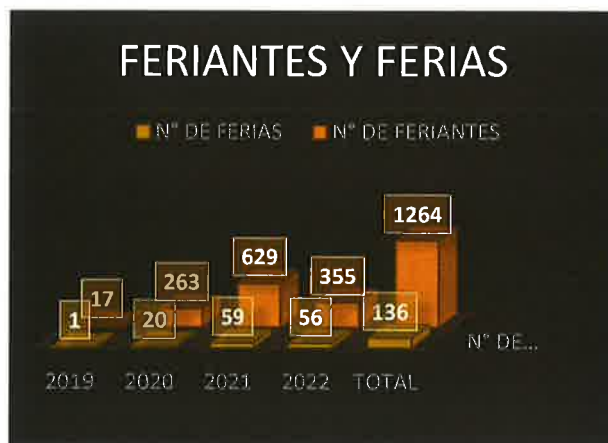 FERIANTES Y FERIAS
N° DE FERIAS N° DE FERIANTES
1264
629
263 355
17
1 20 59 56 136
N° DE...
2019 2020 2021 2022 TOTAL